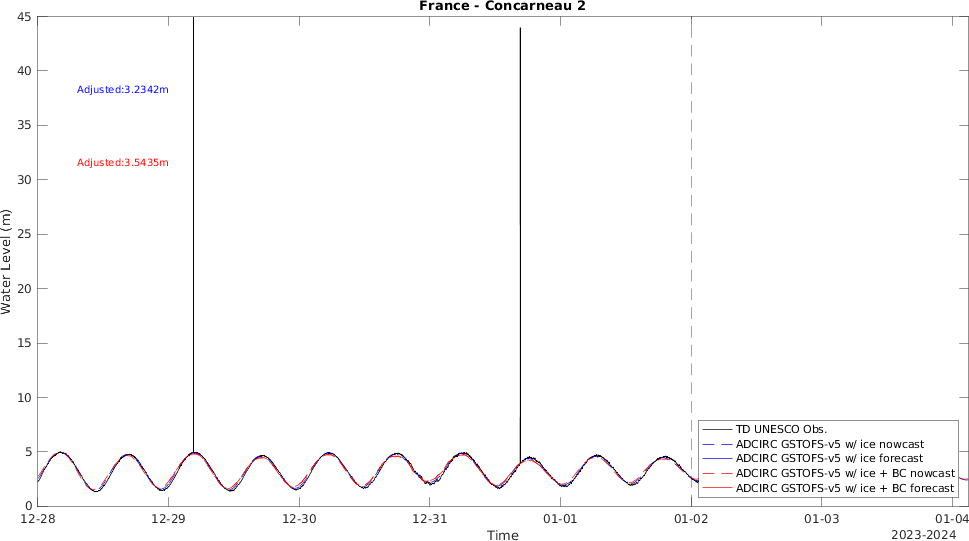 France - Concarneau 2
45
40
35
30
25
20
15
10
5
0
Water Level (m)
Adjusted:3.2342m
Adjusted:3.5435m
TD UNESCO Obs.
ADCIRC GSTOFS-v5 w/ ice nowcast
ADCIRC GSTOFS-v5 w/ ice forecast
ADCIRC GSTOFS-v5 w/ ice + BC nowcast
ADCIRC GSTOFS-v5 w/ ice + BC forecast
12-28 12-29 12-30 12-31 01-01 01-02 01-03 01-04
Time
2023-2024